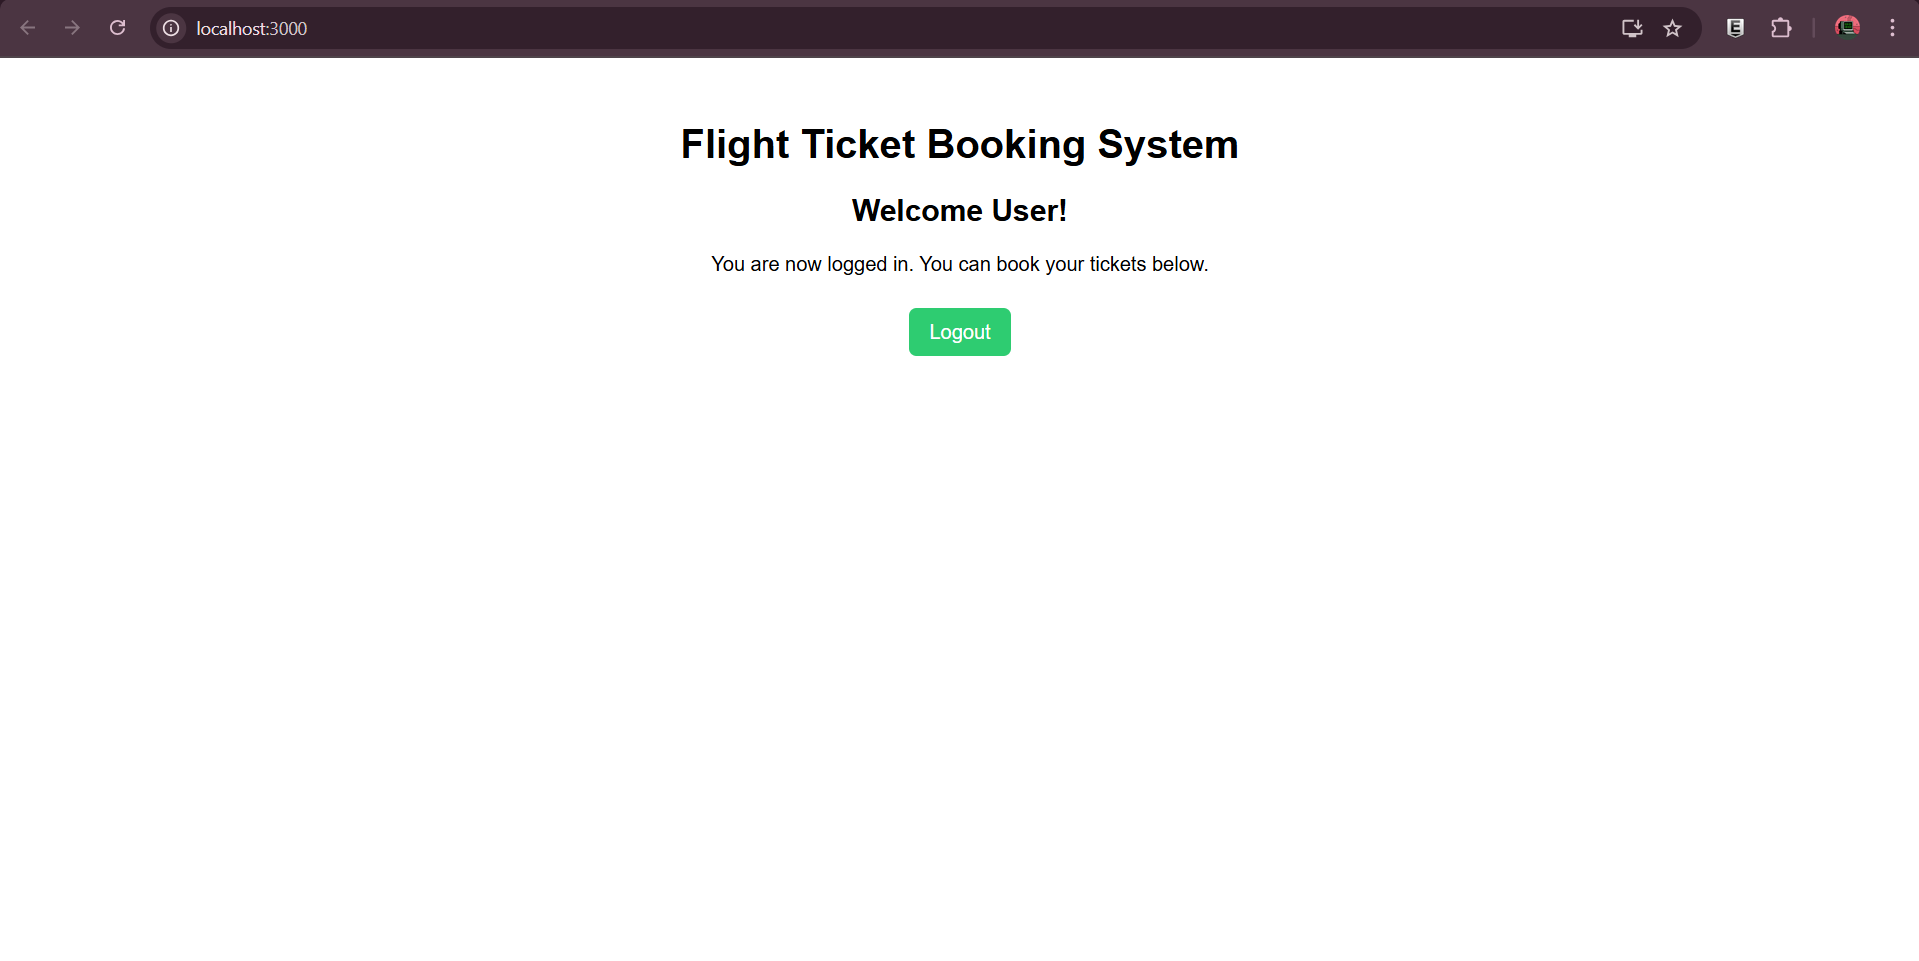 localhost:3000
E
Flight Ticket Booking System
Welcome User!
You are now logged in. You can book your tickets below.
Logout